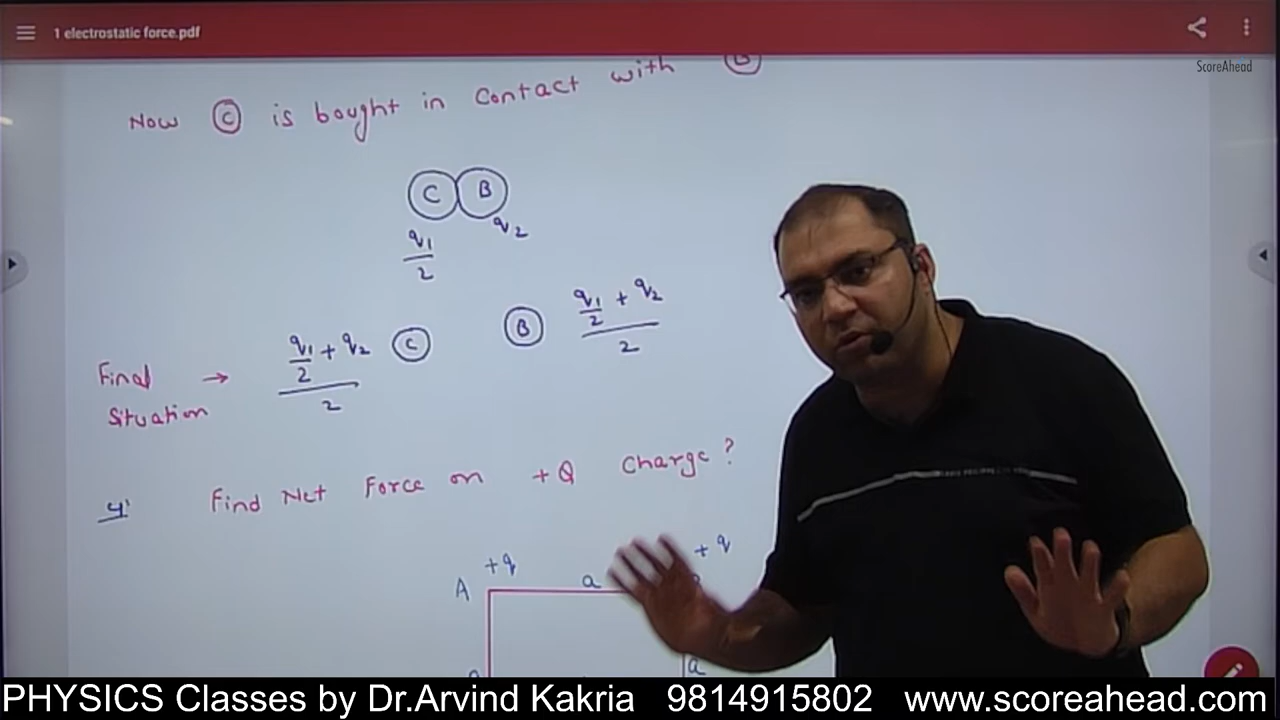 1 electrostatic force.pdf
ScoreAhead
Now C is bought in Contact with B
C B
q1/2 q2
Final Situation → (q1/2 + q2)/2 C B (q1/2 + q2)/2
4' Find Net Force on +Q Charge?
A +q a +q
a
PHYSICS Classes by Dr.Arvind Kakria 9814915802 www.scoreahead.com